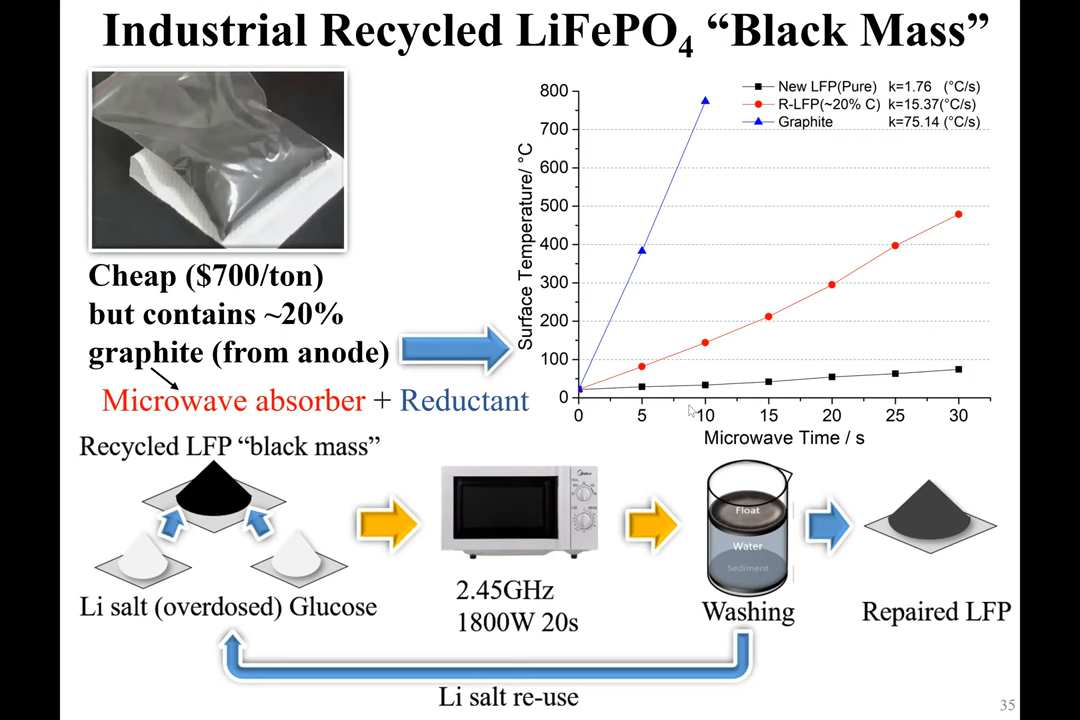 Industrial Recycled LiFePO4 “Black Mass”
Cheap ($700/ton)
but contains ~20%
graphite (from anode)
Microwave absorber + Reductant
New LFP(Pure) k=1.76 (°C/s)
R-LFP(~20% C) k=15.37(°C/s)
Graphite k=75.14 (°C/s)
Surface Temperature/ °C
800
700
600
500
400
300
200
100
0
0 5 10 15 20 25 30
Microwave Time / s
Recycled LFP “black mass”
Li salt (overdosed) Glucose
Midea
2.45GHz
1800W 20s
Float
Water
Sediment
Washing
Repaired LFP
Li salt re-use
35